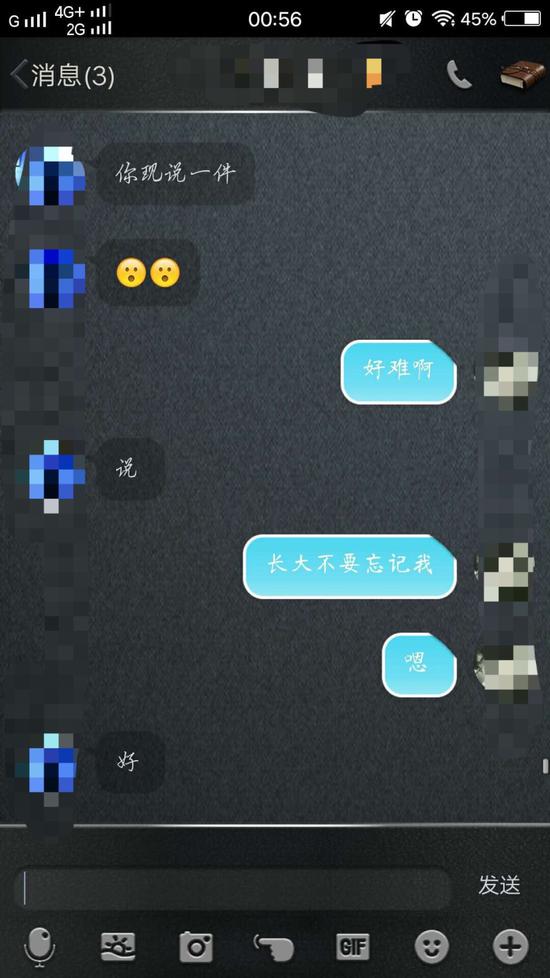 G 4G+ 2G 00:56 45%
消息(3)
你现说一件
😮😮
好难啊
说
长大不要忘记我
嗯
好
发送
GIF